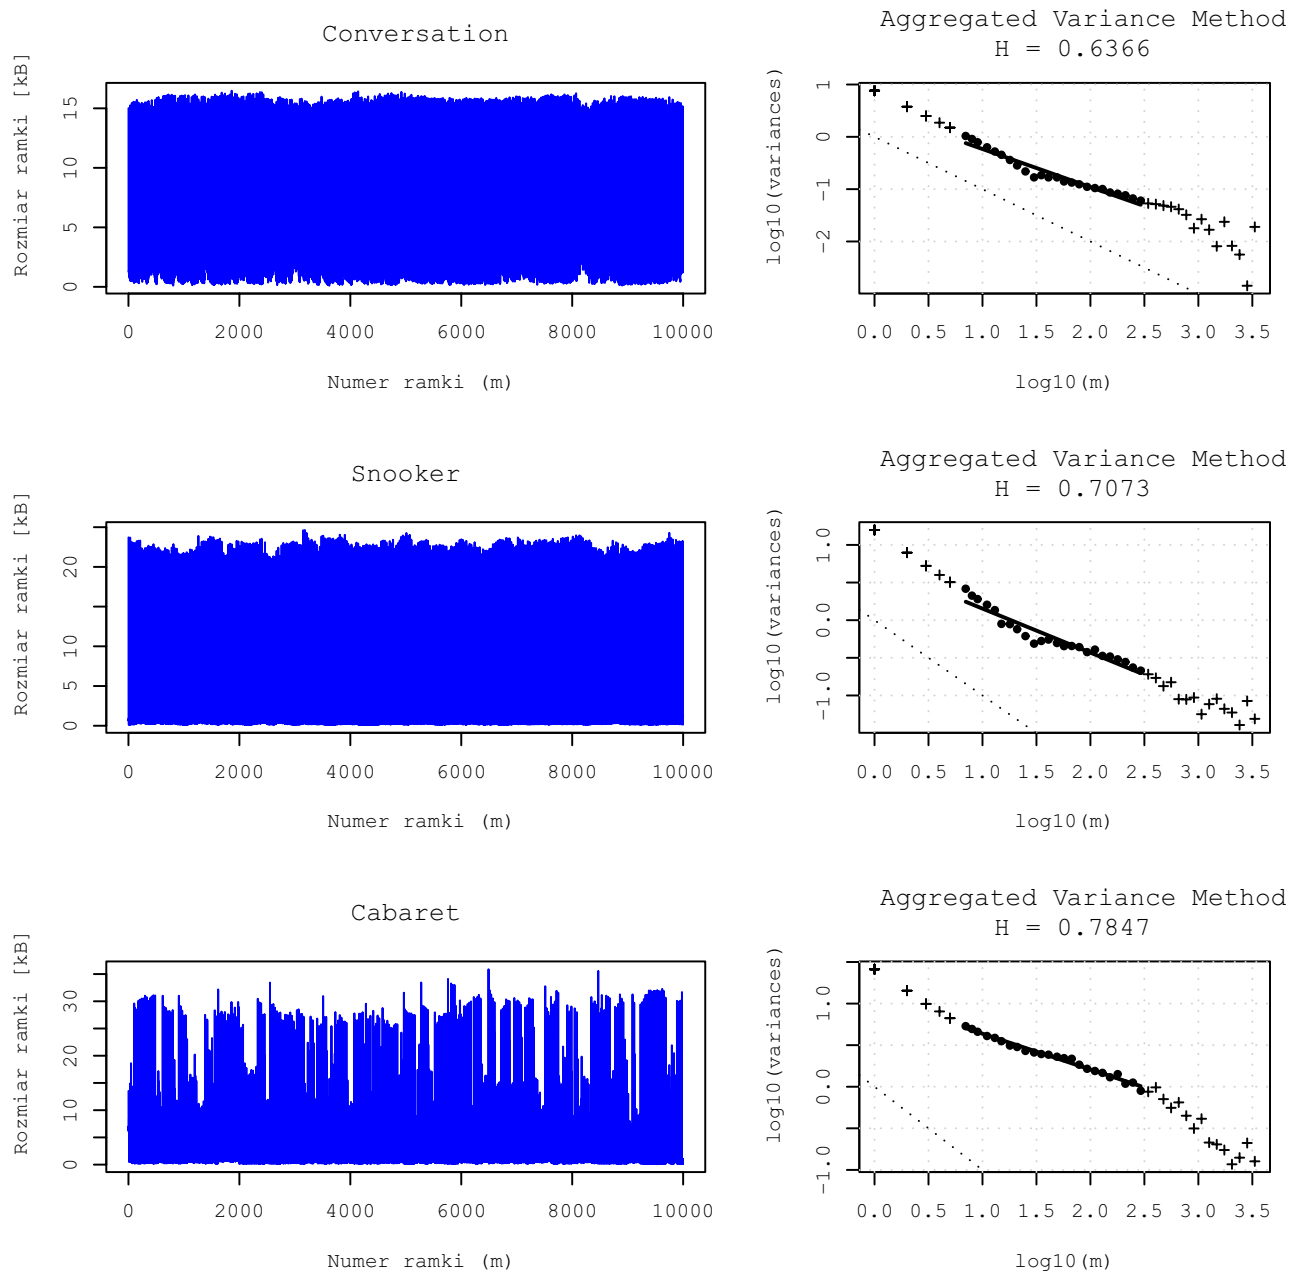 Conversation
Rozmiar ramki [kB]
15
10
5
0
0 2000 4000 6000 8000 10000
Numer ramki (m)
Aggregated Variance Method
H = 0.6366
log10(variances)
1
0
-1
-2
0.0 0.5 1.0 1.5 2.0 2.5 3.0 3.5
log10(m)
Snooker
Rozmiar ramki [kB]
20
10
5
0
0 2000 4000 6000 8000 10000
Numer ramki (m)
Aggregated Variance Method
H = 0.7073
log10(variances)
1.0
0.0
-1.0
0.0 0.5 1.0 1.5 2.0 2.5 3.0 3.5
log10(m)
Cabaret
Rozmiar ramki [kB]
30
20
10
0
0 2000 4000 6000 8000 10000
Numer ramki (m)
Aggregated Variance Method
H = 0.7847
log10(variances)
1.0
0.0
-1.0
0.0 0.5 1.0 1.5 2.0 2.5 3.0 3.5
log10(m)